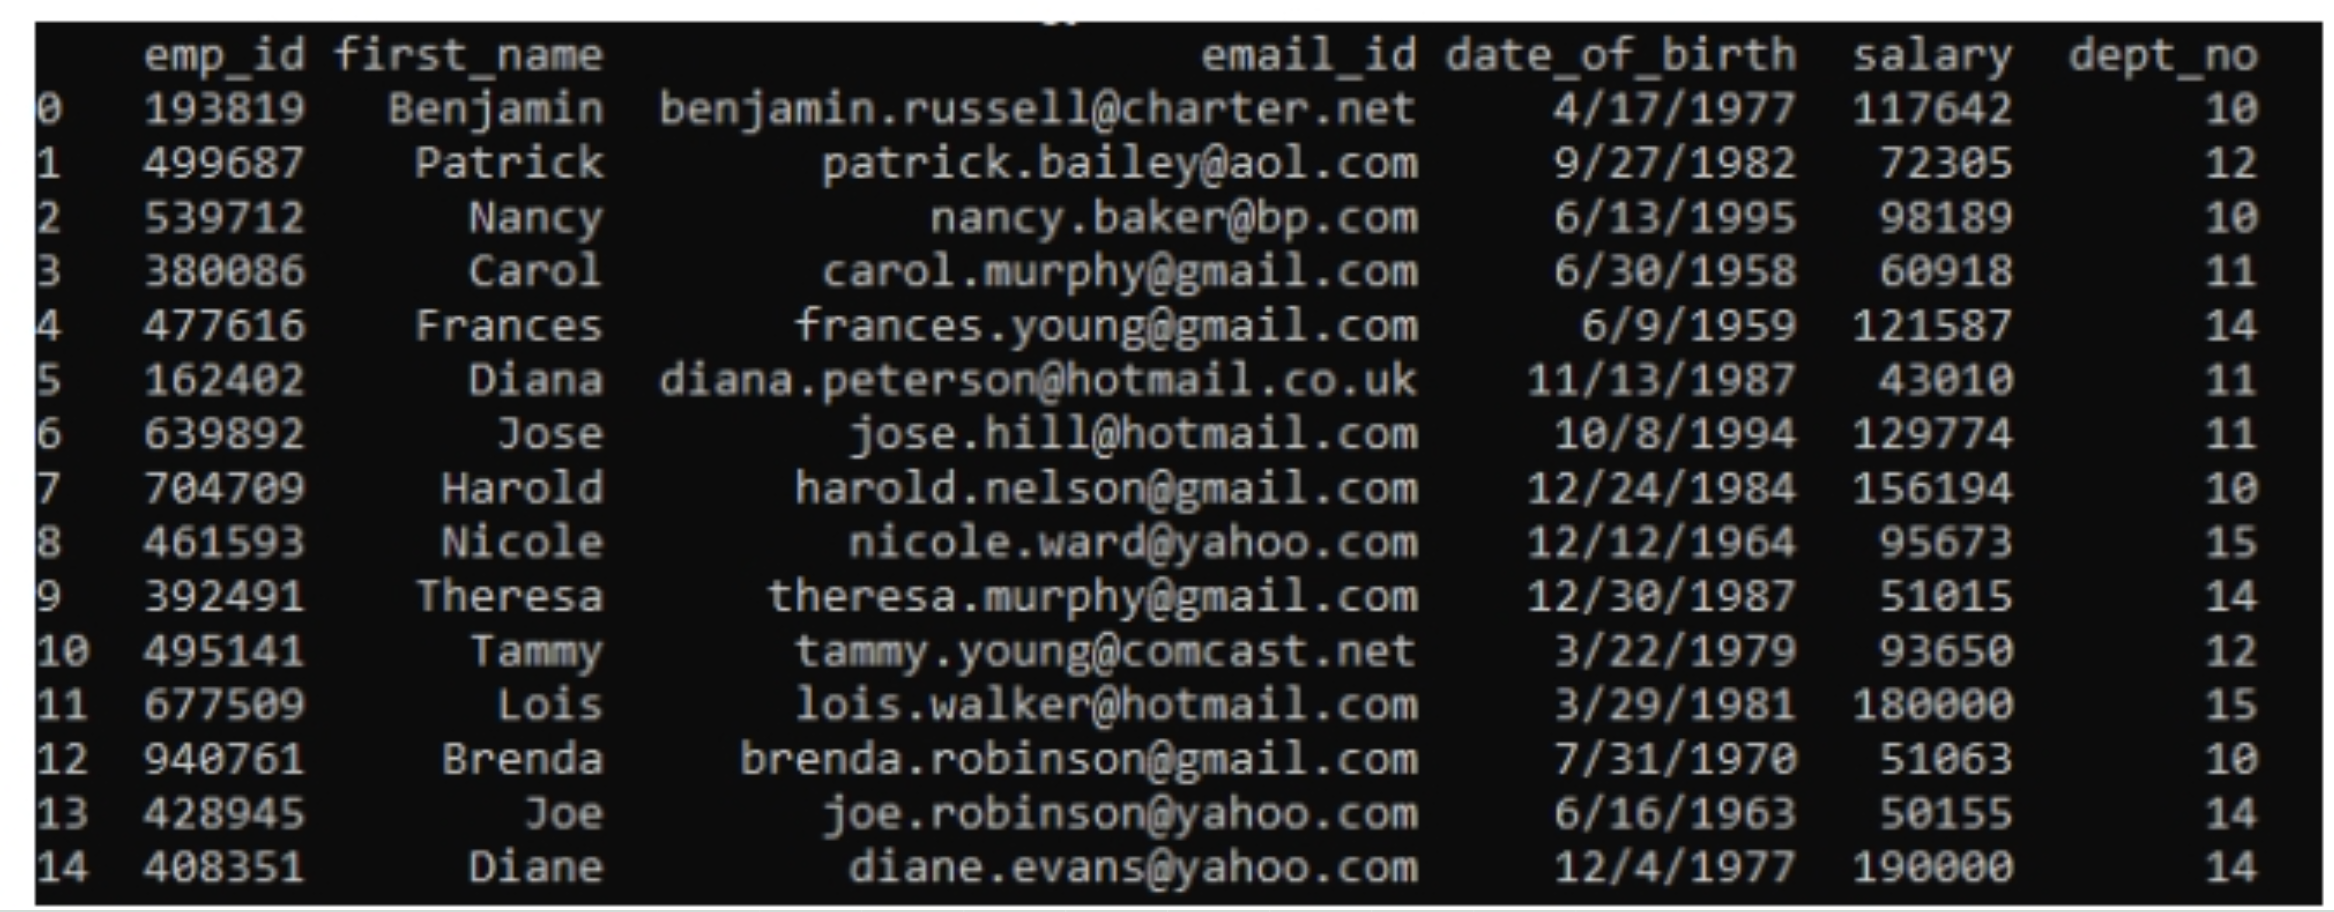 emp_id first_name email_id date_of_birth salary dept_no
0 193819 Benjamin benjamin.russell@charter.net 4/17/1977 117642 10
1 499687 Patrick patrick.bailey@aol.com 9/27/1982 72305 12
2 539712 Nancy nancy.baker@bp.com 6/13/1995 98189 10
3 380086 Carol carol.murphy@gmail.com 6/30/1958 60918 11
4 477616 Frances frances.young@gmail.com 6/9/1959 121587 14
5 162402 Diana diana.peterson@hotmail.co.uk 11/13/1987 43010 11
6 639892 Jose jose.hill@hotmail.com 10/8/1994 129774 11
7 704709 Harold harold.nelson@gmail.com 12/24/1984 156194 10
8 461593 Nicole nicole.ward@yahoo.com 12/12/1964 95673 15
9 392491 Theresa theresa.murphy@gmail.com 12/30/1987 51015 14
10 495141 Tammy tammy.young@comcast.net 3/22/1979 93650 12
11 677509 Lois lois.walker@hotmail.com 3/29/1981 180000 15
12 940761 Brenda brenda.robinson@gmail.com 7/31/1970 51063 10
13 428945 Joe joe.robinson@yahoo.com 6/16/1963 50155 14
14 408351 Diane diane.evans@yahoo.com 12/4/1977 190000 14